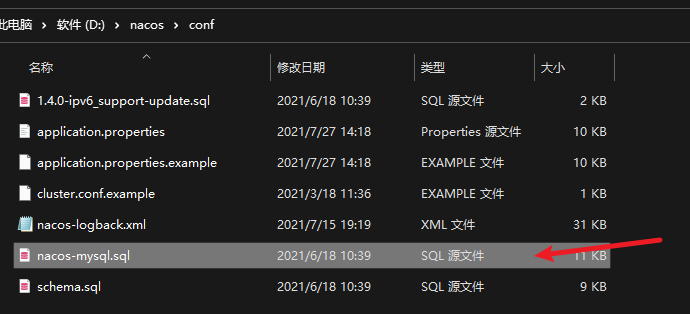 此电脑 > 软件 (D:) > nacos > conf
名称 修改日期 类型 大小
1.4.0-ipv6_support-update.sql 2021/6/18 10:39 SQL 源文件 2 KB
application.properties 2021/7/27 14:18 Properties 源文件 10 KB
application.properties.example 2021/7/27 14:18 EXAMPLE 文件 10 KB
cluster.conf.example 2021/3/18 11:36 EXAMPLE 文件 1 KB
nacos-logback.xml 2021/7/15 19:19 XML 文件 31 KB
nacos-mysql.sql 2021/6/18 10:39 SQL 源文件 11 KB
schema.sql 2021/6/18 10:39 SQL 源文件 9 KB